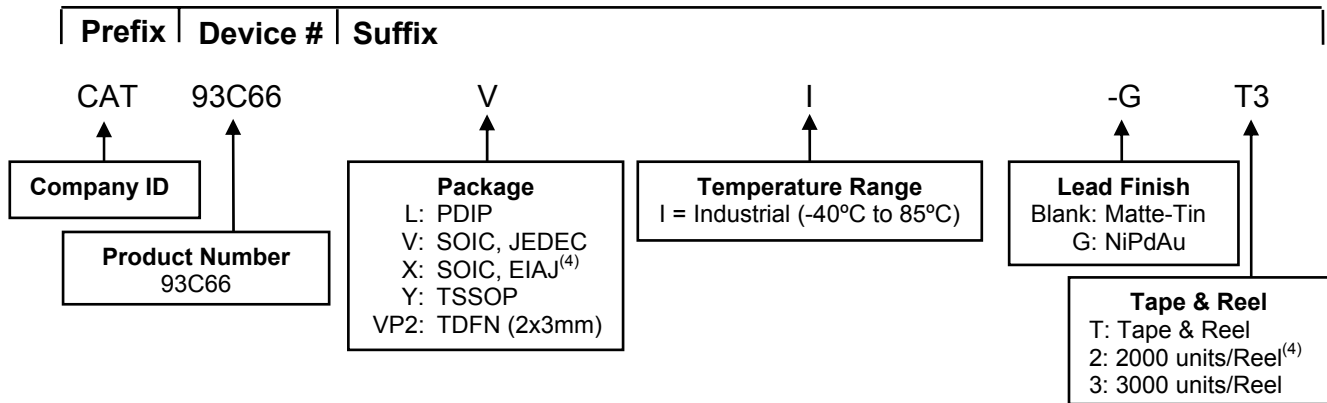 Prefix Device # Suffix
CAT 93C66 V I -G T3
Company ID
Product Number
93C66
Package
L: PDIP
V: SOIC, JEDEC
X: SOIC, EIAJ(4)
Y: TSSOP
VP2: TDFN (2x3mm)
Temperature Range
I = Industrial (-40ºC to 85ºC)
Lead Finish
Blank: Matte-Tin
G: NiPdAu
Tape & Reel
T: Tape & Reel
2: 2000 units/Reel(4)
3: 3000 units/Reel